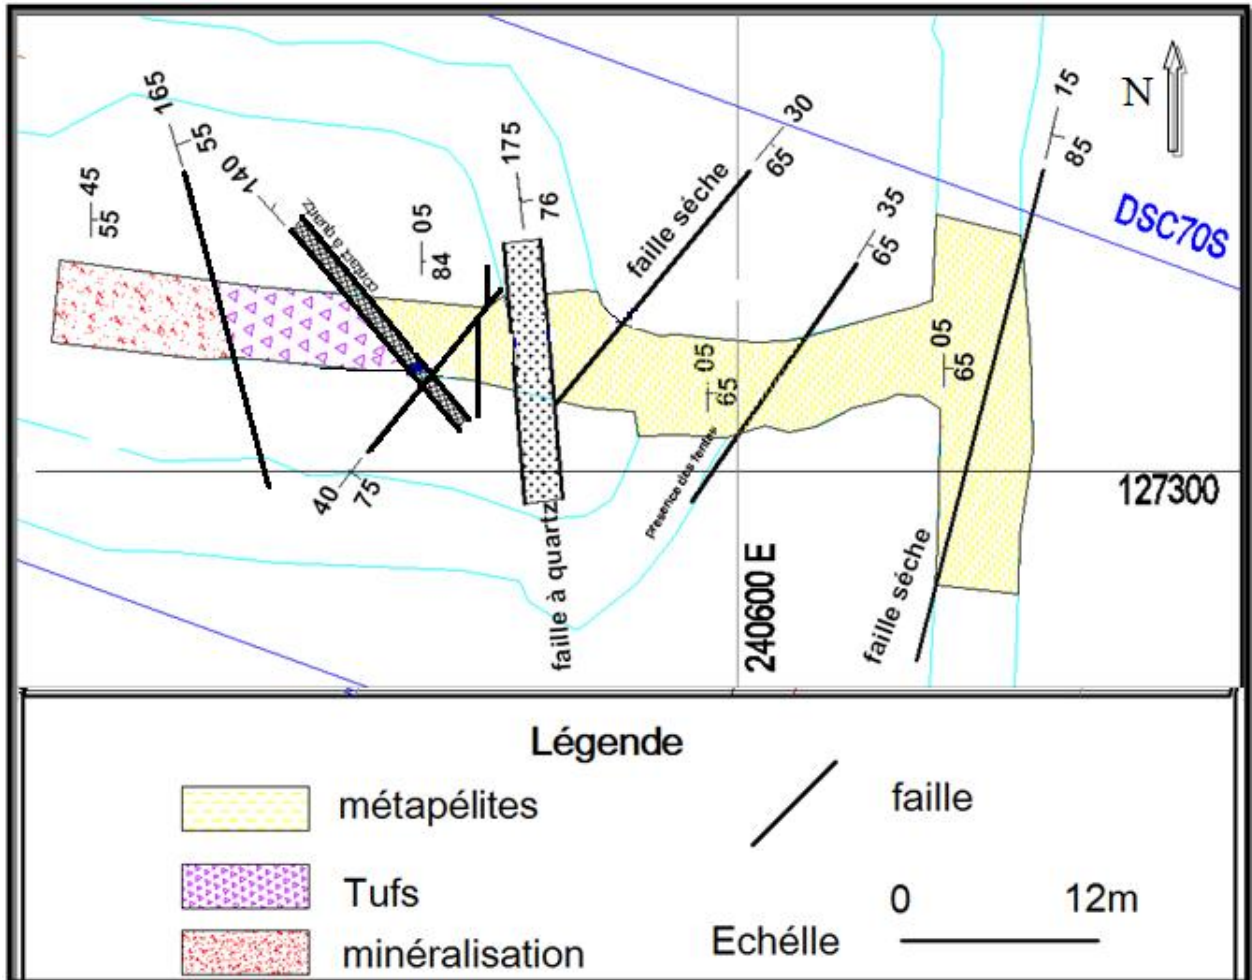 165
55
140
45
55
contact à quartz
05
84
175
76
faille séche
30
65
35
65
15
85
N
DSC70S
05
65
05
65
presence des fentes
40
75
faille à quartz
240600 E
faille séche
127300
Légende
métapélites
faille
Tufs
0 12m
minéralisation
Echélle